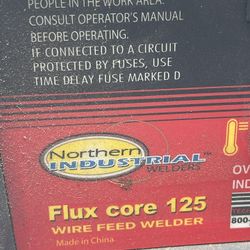 PEOPLE IN THE WORK AREA.
CONSULT OPERATOR'S MANUAL
BEFORE OPERATING.
IF CONNECTED TO A CIRCUIT
PROTECTED BY FUSES, USE
TIME DELAY FUSE MARKED D
Northern
INDUSTRIAL
WELDERS
Flux core 125
WIRE FEED WELDER
Made in China
OV
IND
800-